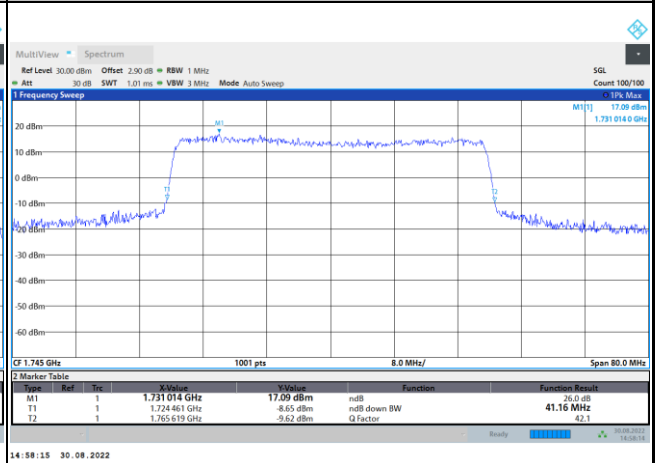 MultiView Spectrum
Ref Level 30.00 dBm Offset 2.90 dB RBW 1 MHz SGL
Att 30 dB SWT 1.01 ms VBW 3 MHz Mode Auto Sweep Count 100/100
1 Frequency Sweep 1Pk Max
M1[1] 17.09 dBm
1.731 014 0 GHz
M1
20 dBm
10 dBm
0 dBm
T1 T2
-10 dBm
-20 dBm
-30 dBm
-40 dBm
-50 dBm
-60 dBm
CF 1.745 GHz 1001 pts 8.0 MHz/ Span 80.0 MHz
2 Marker Table
Type Ref Trc X-Value Y-Value Function Function Result
M1 1 1.731 014 GHz 17.09 dBm ndB 26.0 dB
T1 1 1.724 461 GHz -8.65 dBm ndB down BW 41.16 MHz
T2 1 1.765 619 GHz -9.62 dBm Q Factor 42.1
Ready 30.08.2022
14:58:14
14:58:15 30.08.2022